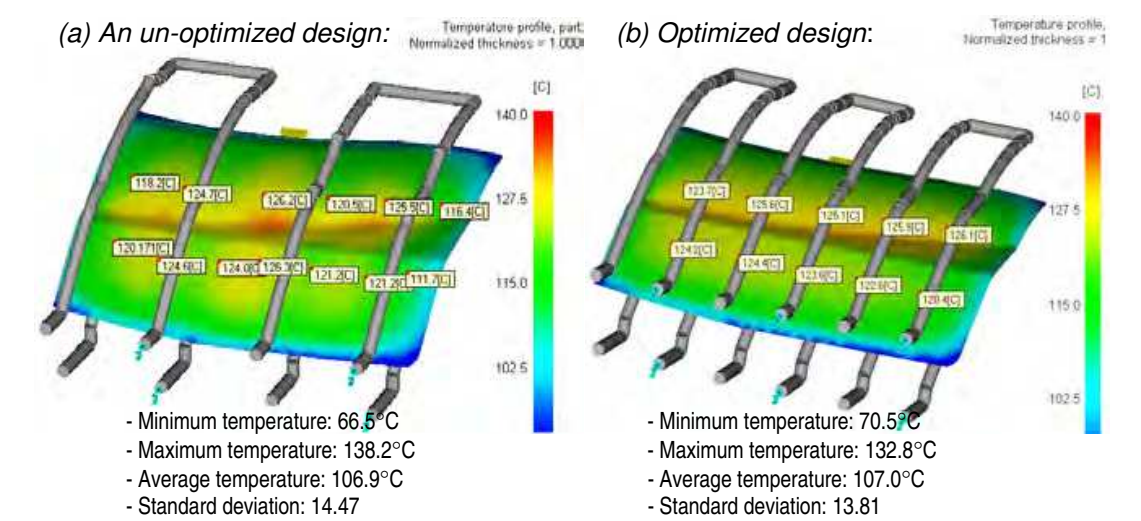 (a) An un-optimized design:
Temperature profile, part
Normalized thickness = 1.000
[C]
140.0
127.5
115.0
102.5
118.2[C]
124.7[C]
126.2[C]
120.5[C]
125.5[C]
116.4[C]
120.171[C]
124.6[C]
124.0[C]
126.3[C]
121.2[C]
121.2[C]
111.7[C]
- Minimum temperature: 66.5°C
- Maximum temperature: 138.2°C
- Average temperature: 106.9°C
- Standard deviation: 14.47
(b) Optimized design:
Temperature profile,
Normalized thickness = 1
[C]
140.0
127.5
115.0
102.5
123.7[C]
125.6[C]
125.9[C]
126.1[C]
124.4[C]
120.4[C]
- Minimum temperature: 70.5°C
- Maximum temperature: 132.8°C
- Average temperature: 107.0°C
- Standard deviation: 13.81